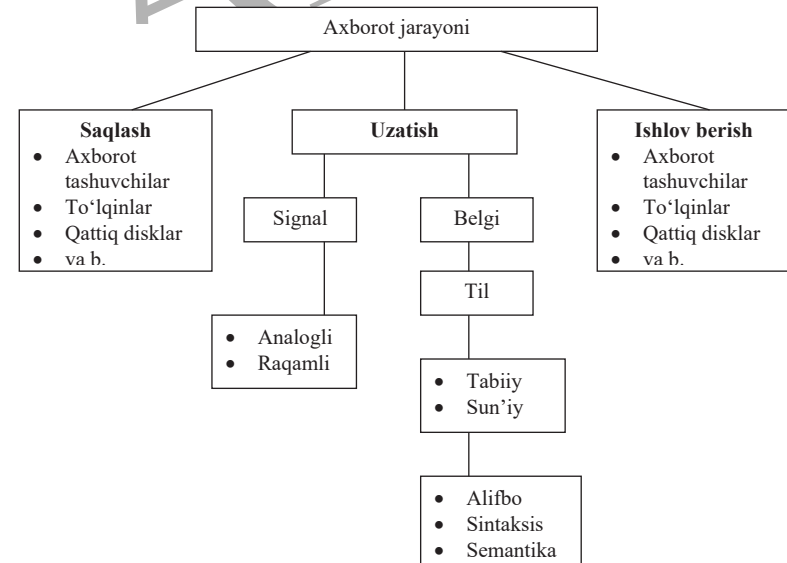 Axborot jarayoni
Saqlash
• Axborot
tashuvchilar
• To‘lqinlar
• Qattiq disklar
• va b.
Uzatish
Signal
• Analogli
• Raqamli
Belgi
Til
• Tabiiy
• Sun’iy
• Alifbo
• Sintaksis
• Semantika
Ishlov berish
• Axborot
tashuvchilar
• To‘lqinlar
• Qattiq disklar
• va b.